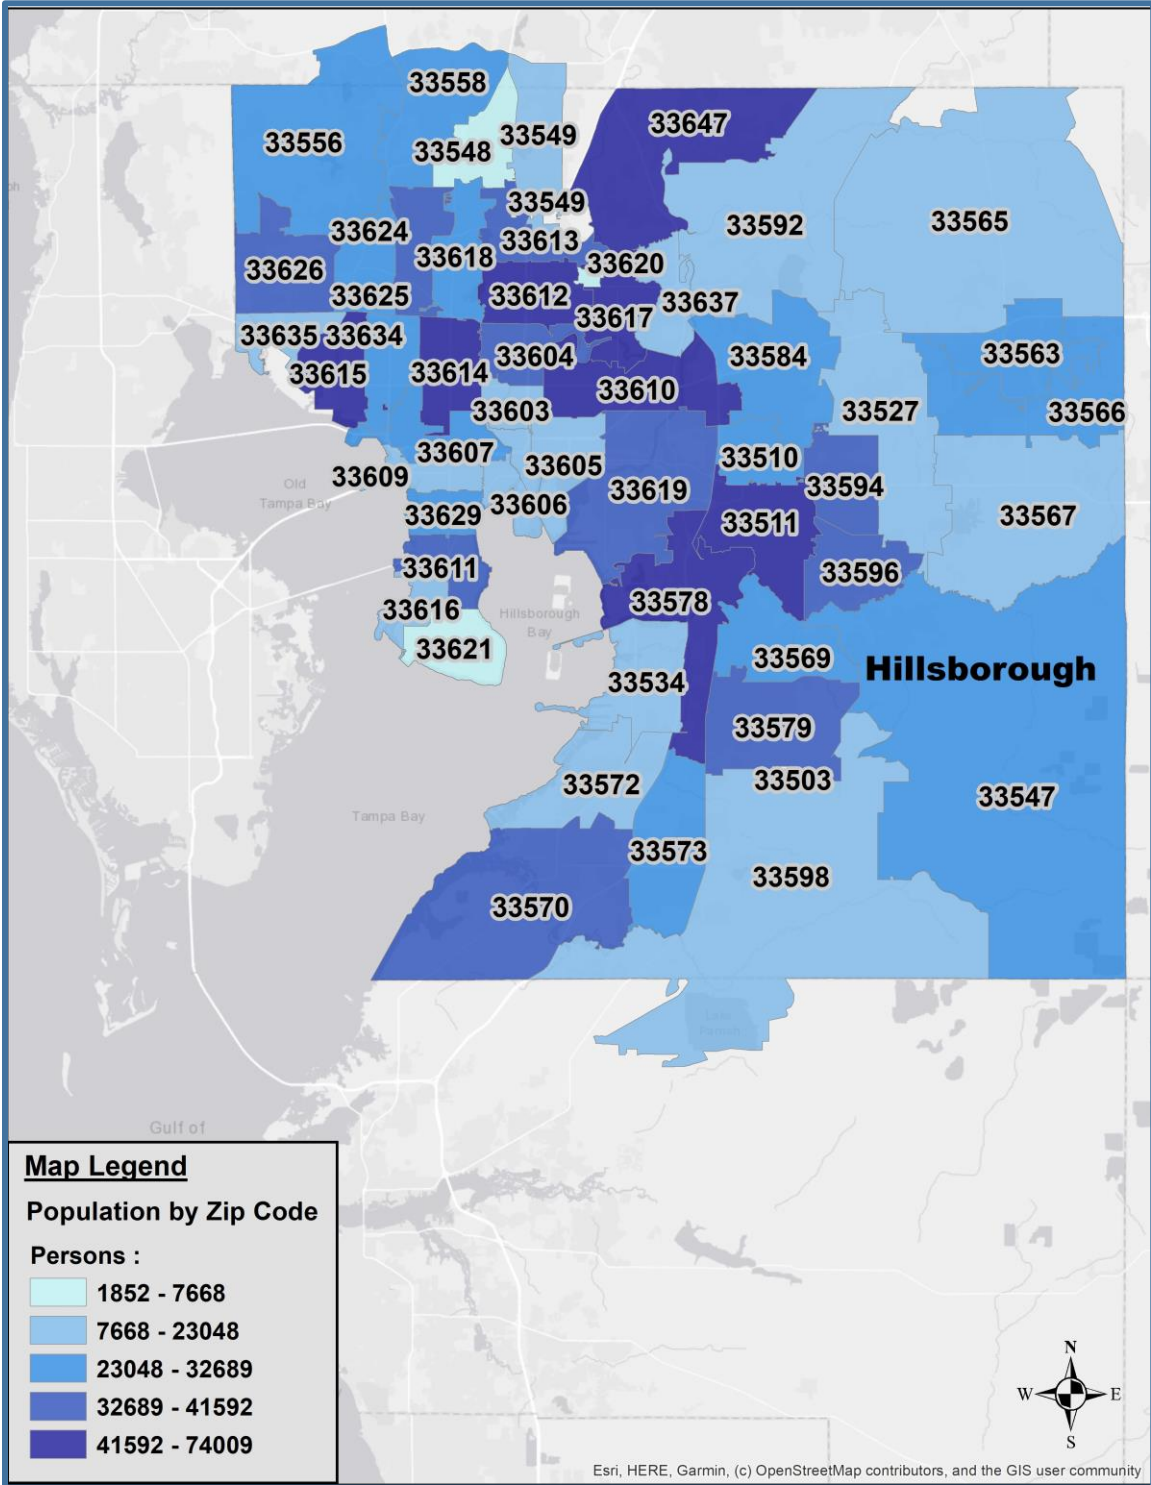 33558
33647
33549
33556
33548
33549
33565
33592
33624
33613
33618
33620
33626
33612
33625
33637
33617
33635
33634
33604
33584
33563
33615
33614
33610
33603
33527
33566
33607
33510
33605
33609
Old
Tampa Bay
33594
33619
33606
33629
33511
33567
33611
33596
33578
33616
Hillsborough
Bay
33621
33569
Hillsborough
33534
33579
33503
33572
33547
Tampa Bay
33573
33598
33570
Gulf of
Map Legend
Population by Zip Code
Persons :
1852 - 7668
7668 - 23048
23048 - 32689
32689 - 41592
41592 - 74009
N
W
E
S
Esri, HERE, Garmin, (c) OpenStreetMap contributors, and the GIS user community